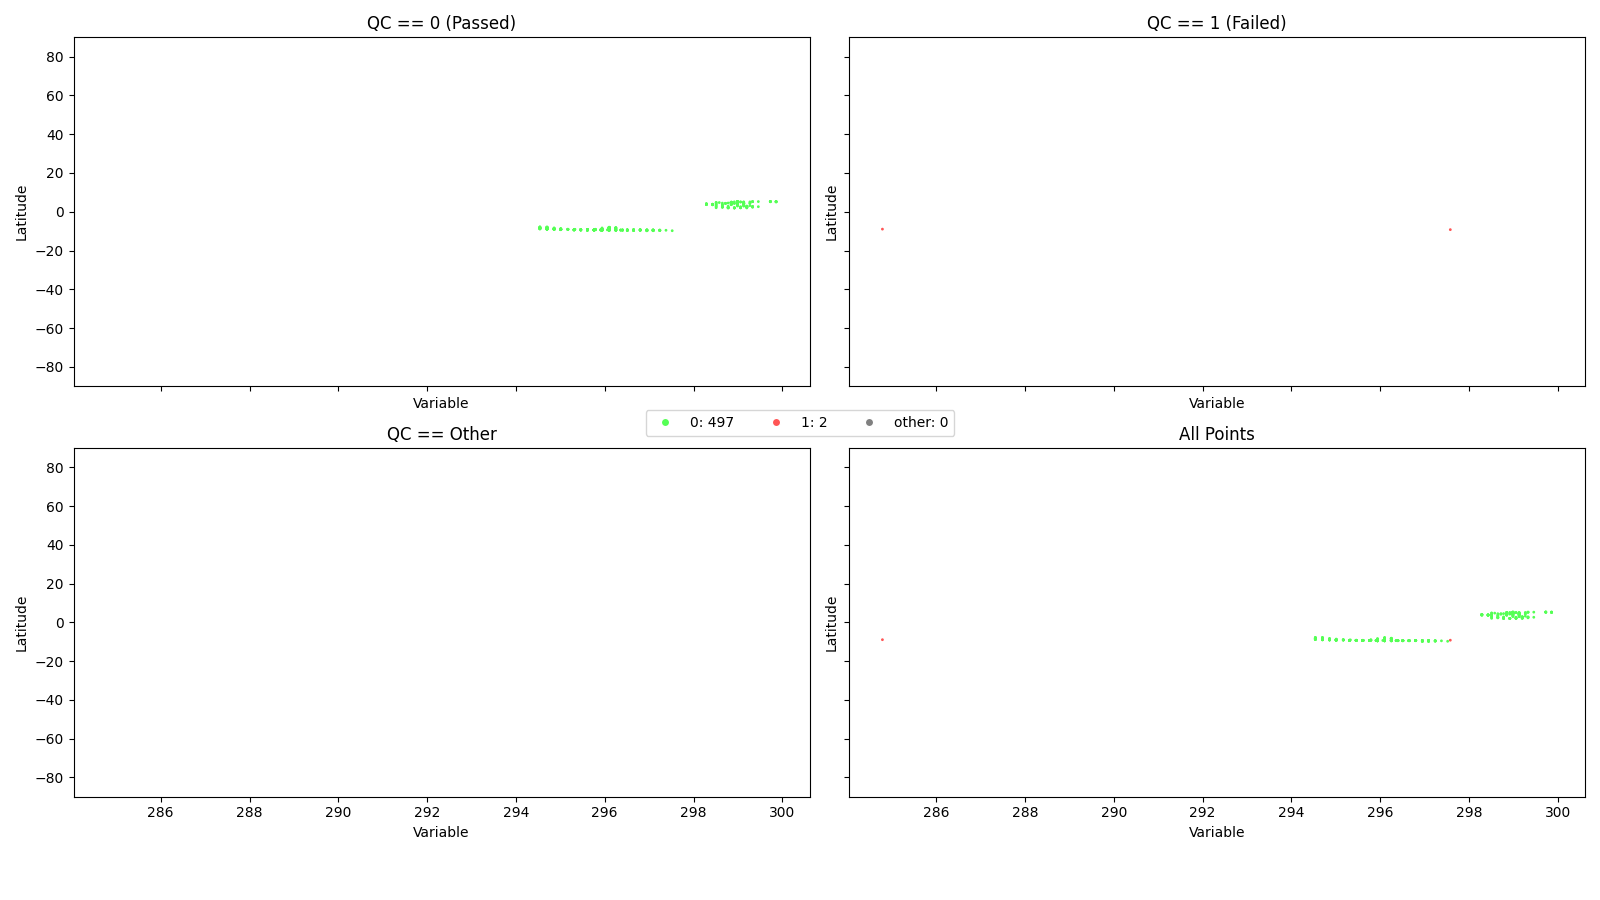 QC == 0 (Passed)
QC == 1 (Failed)
80
60
40
20
0
−20
−40
−60
−80
Latitude
Latitude
Variable
Variable
0: 497 1: 2 other: 0
QC == Other
All Points
80
60
40
20
0
−20
−40
−60
−80
Latitude
Latitude
286 288 290 292 294 296 298 300
286 288 290 292 294 296 298 300
Variable
Variable